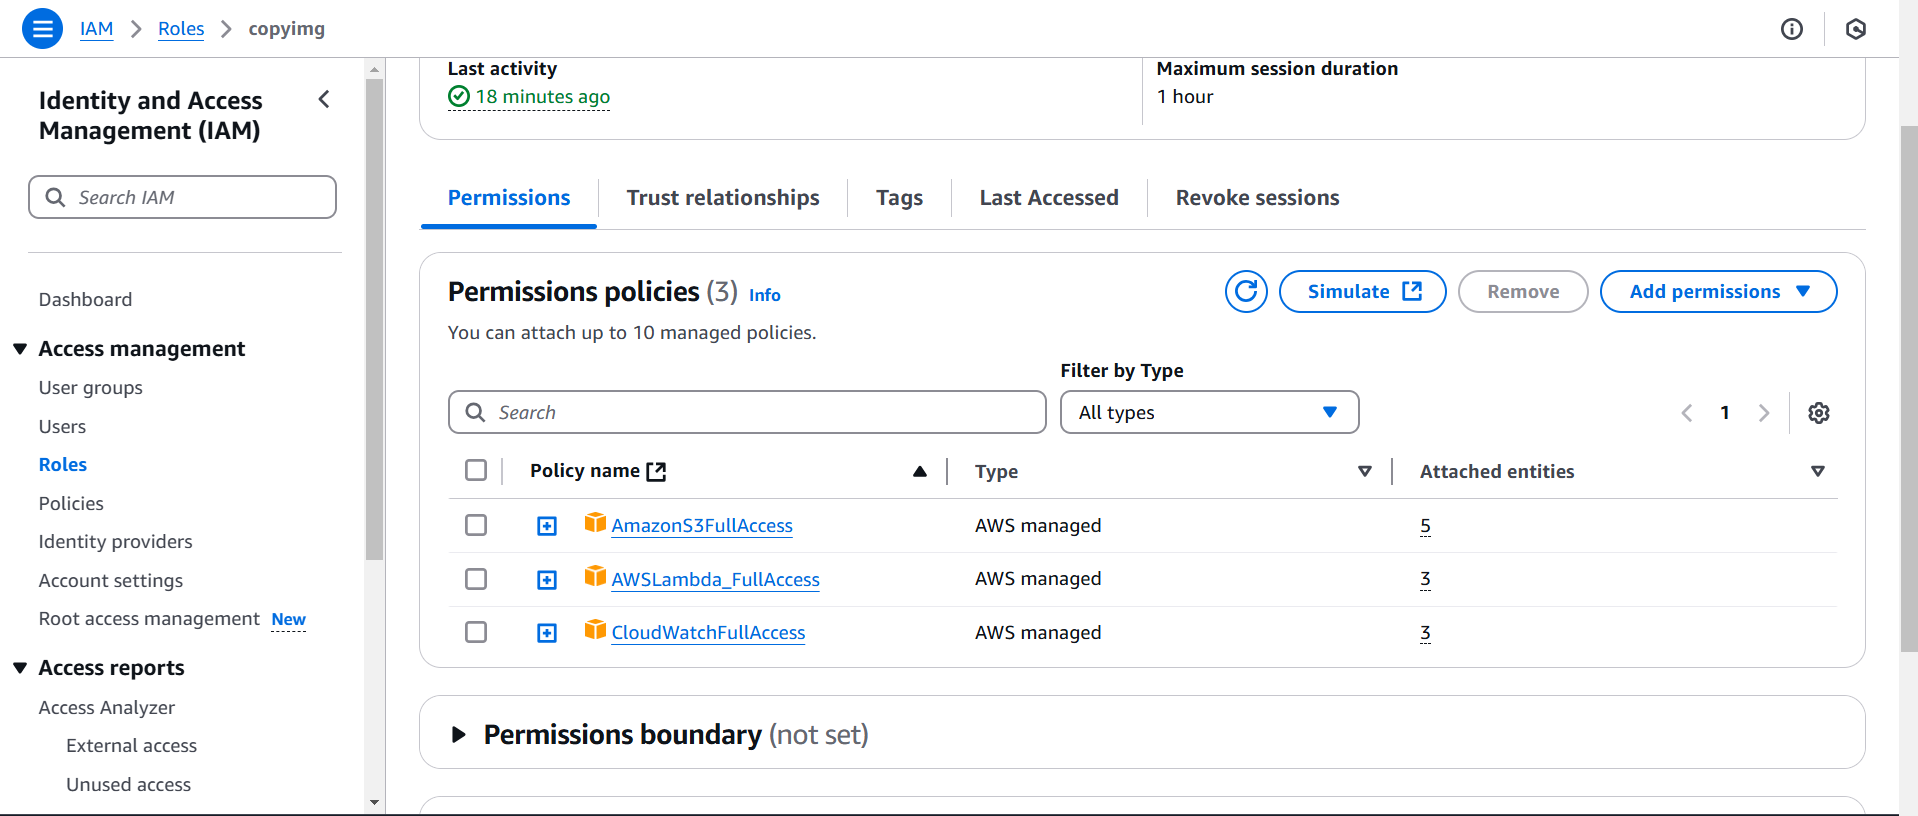 IAM > Roles > copyimg
Identity and Access
Management (IAM)
Search IAM
Dashboard
Access management
User groups
Users
Roles
Policies
Identity providers
Account settings
Root access management New
Access reports
Access Analyzer
External access
Unused access
Last activity
18 minutes ago
Maximum session duration
1 hour
Permissions
Trust relationships
Tags
Last Accessed
Revoke sessions
Permissions policies (3) Info
Simulate
Remove
Add permissions
You can attach up to 10 managed policies.
Filter by Type
Search
All types
1
Policy name Type Attached entities
AmazonS3FullAccess AWS managed 5
AWSLambda_FullAccess AWS managed 3
CloudWatchFullAccess AWS managed 3
Permissions boundary (not set)